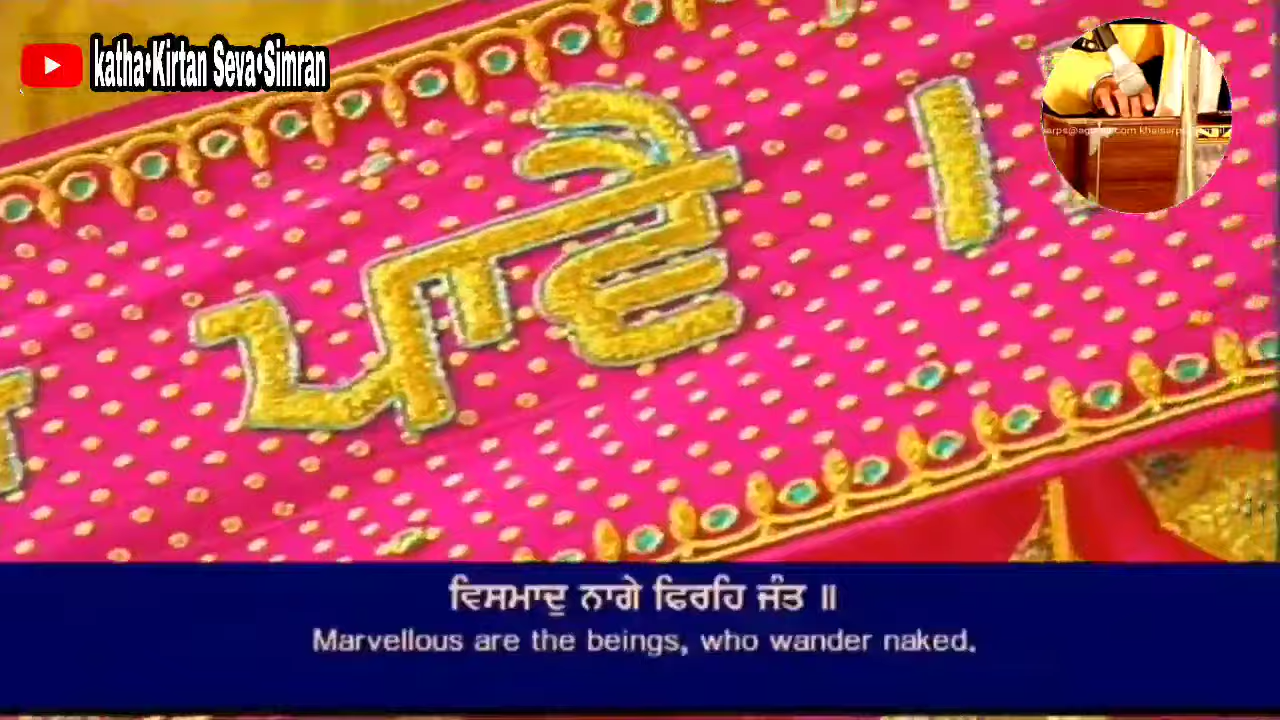 katha•Kirtan Seva•Simran
ਪਾਵੈ ।
ਵਿਸਮਾਦੁ ਨਾਗੇ ਫਿਰਹਿ ਜੰਤ ॥
Marvellous are the beings, who wander naked.